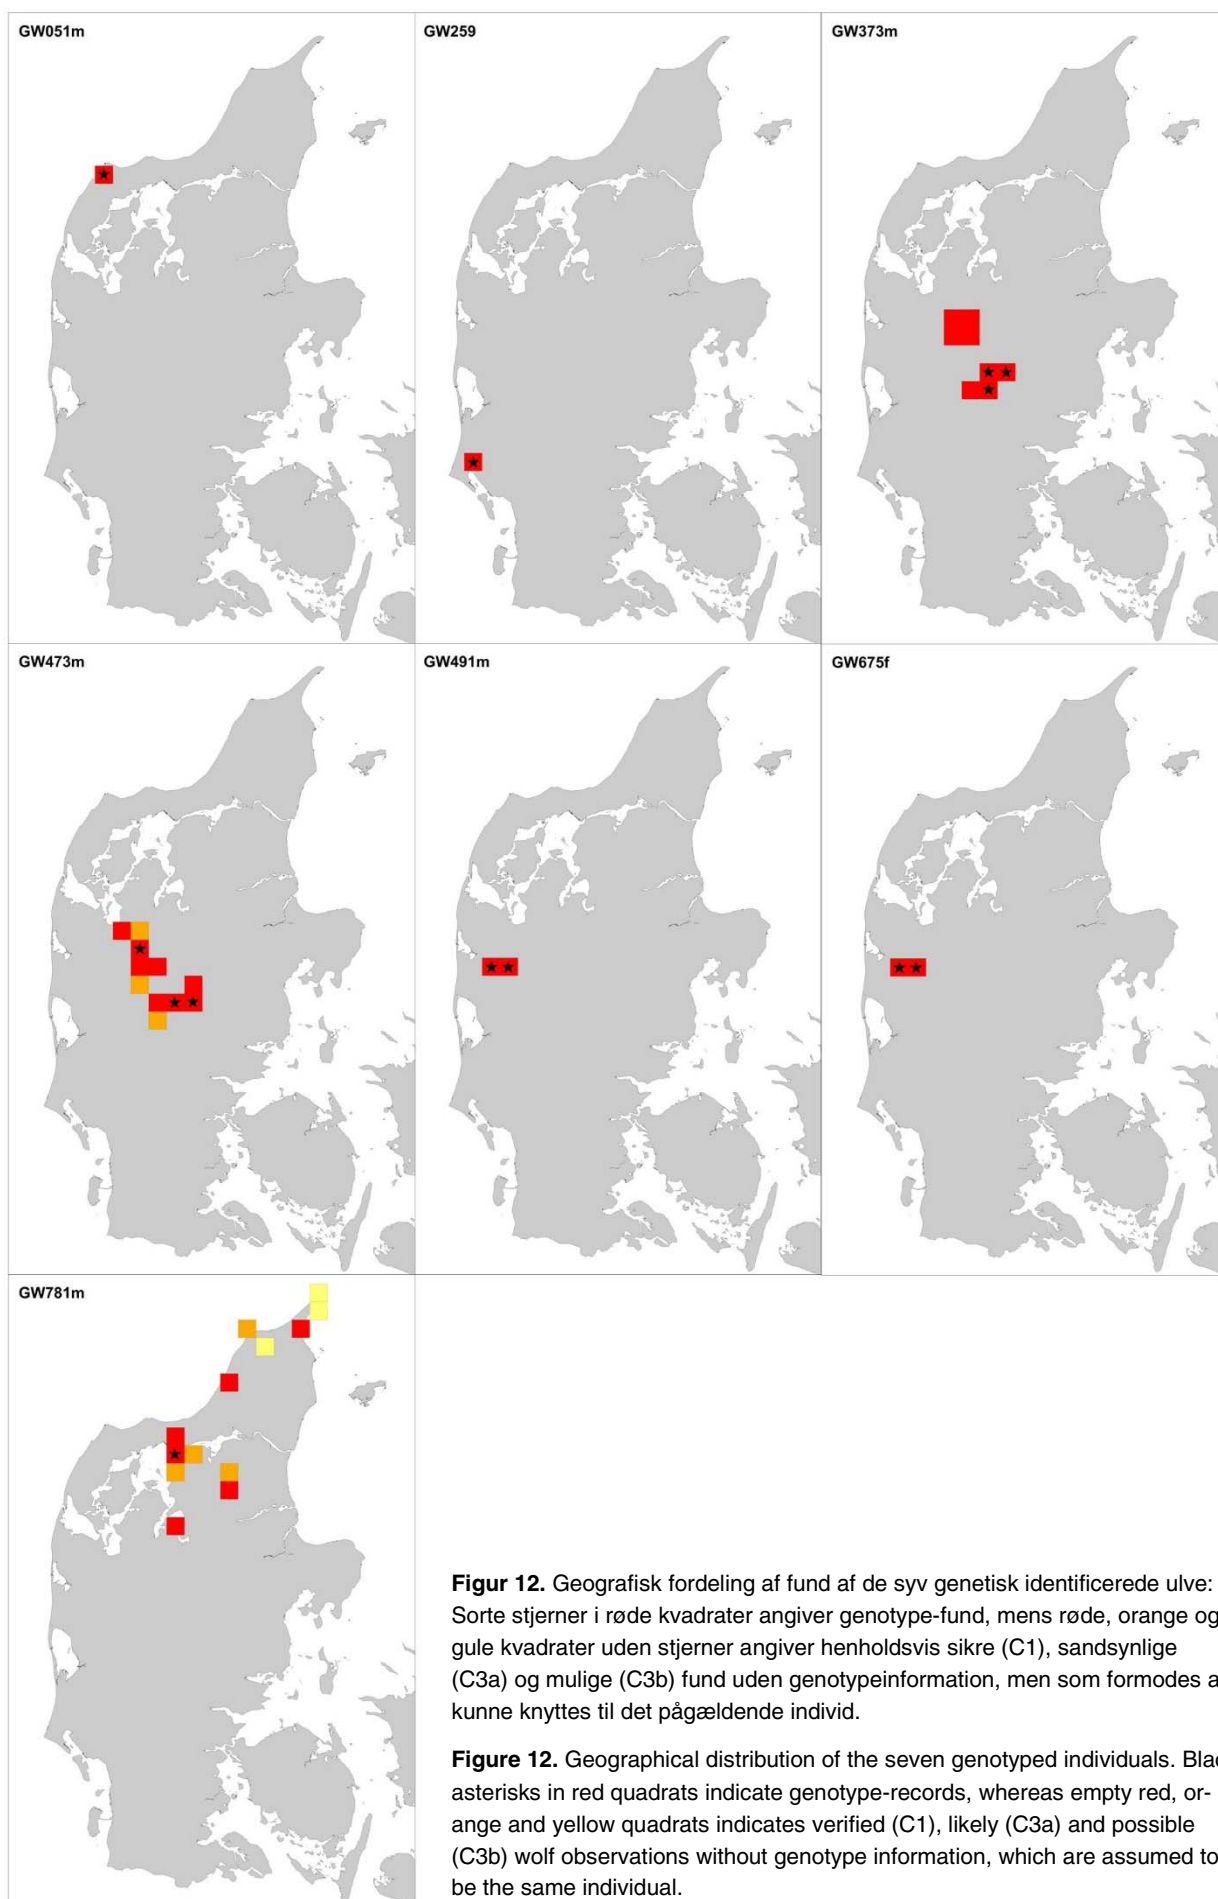 GW051m
GW259
GW373m
GW473m
GW491m
GW675f
GW781m
Figur 12. Geografisk fordeling af fund af de syv genetisk identificerede ulve:
Sorte stjerner i røde kvadrater angiver genotype-fund, mens røde, orange og
gule kvadrater uden stjerner angiver henholdsvis sikre (C1), sandsynlige
(C3a) og mulige (C3b) fund uden genotypeinformation, men som formodes a
kunne knyttes til det pågældende individ.
Figure 12. Geographical distribution of the seven genotyped individuals. Blac
asterisks in red quadrats indicate genotype-records, whereas empty red, or-
ange and yellow quadrats indicates verified (C1), likely (C3a) and possible
(C3b) wolf observations without genotype information, which are assumed to
be the same individual.